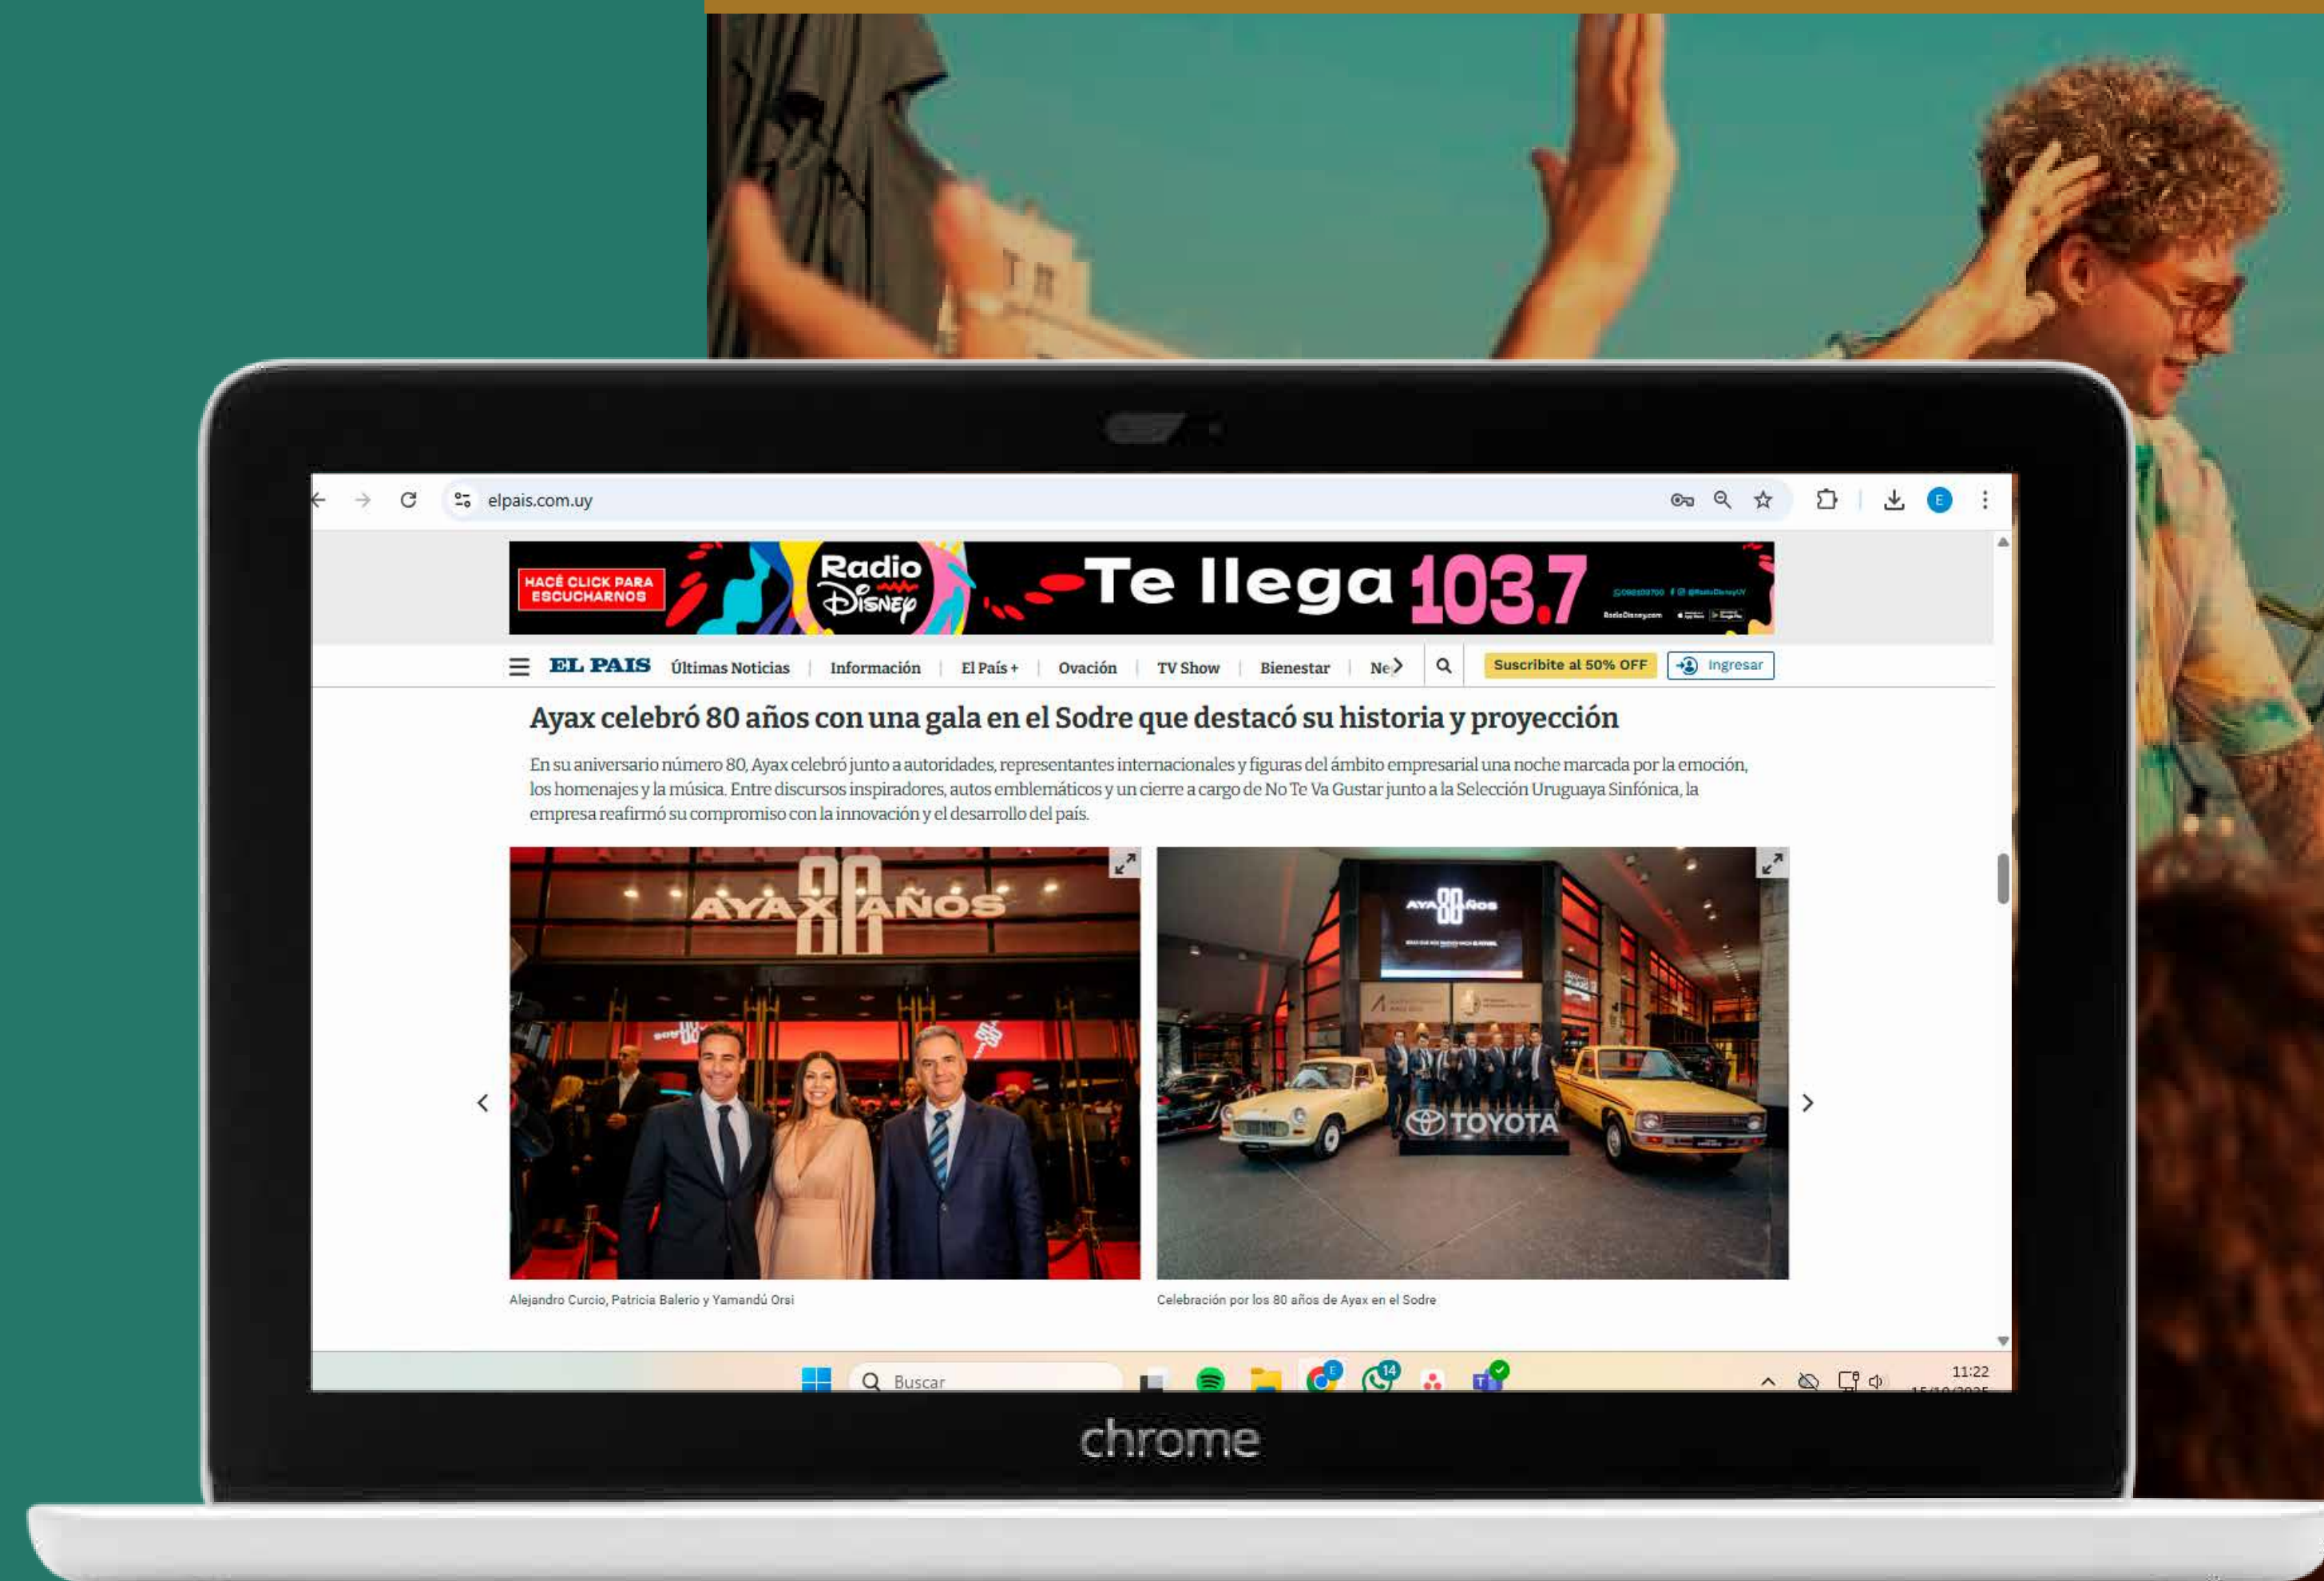 elpais.com.uy
E
HACÉ CLICK PARA
ESCUCHARNOS
Radio
Disney
Te llega 103.7
EL PAIS Últimas Noticias Información El País + Ovación TV Show Bienestar Suscribite al 50% OFF Ingresar
Ayax celebró 80 años con una gala en el Sodre que destacó su historia y proyección
En su aniversario número 80, Ayax celebró junto a autoridades, representantes internacionales y figuras del ámbito empresarial una noche marcada por la emoción,
los homenajes y la música. Entre discursos inspiradores, autos emblemáticos y un cierre a cargo de No Te Va Gustar junto a la Selección Uruguaya Sinfónica, la
empresa reafirmó su compromiso con la innovación y el desarrollo del país.
AYAX 80 AÑOS
AYAX 80 AÑOS
TOYOTA
Alejandro Curcio, Patricia Balerio y Yamandú Orsi
Celebración por los 80 años de Ayax en el Sodre
Buscar
E
14
11:22
15/10/2025
chrome